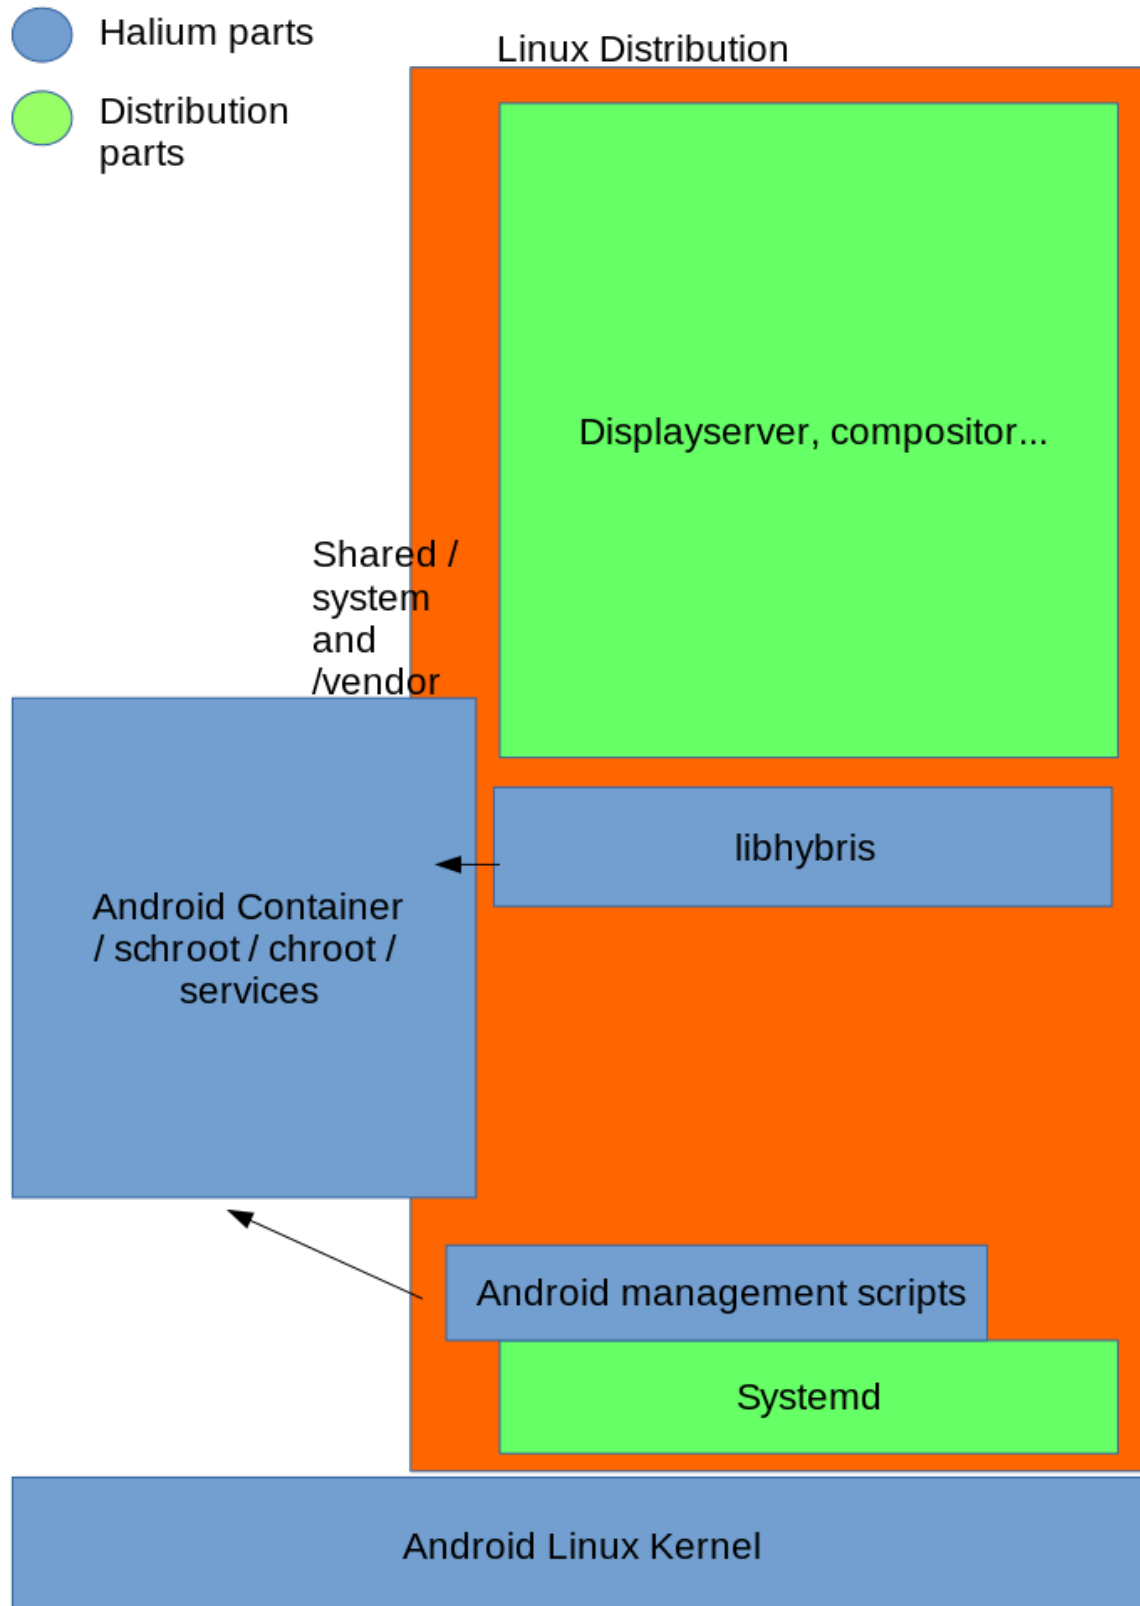 Halium parts
Distribution
parts
Linux Distribution
Displayserver, compositor...
Shared /
system
and
/vendor
libhybris
Android Container
/ schroot / chroot /
services
Android management scripts
Systemd
Android Linux Kernel